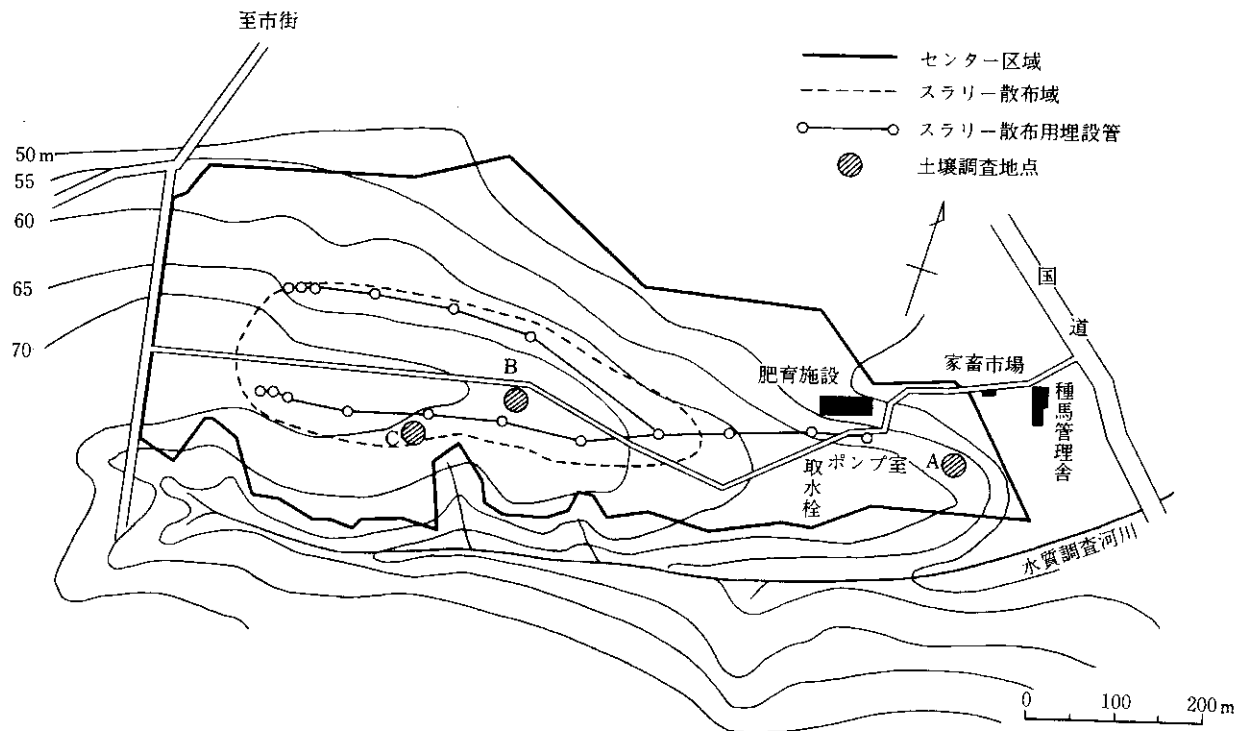 至市街
センター区域
スラリー散布域
スラリー散布用埋設管
土壌調査地点
50m
55
60
65
70
国道
家畜市場
肥育施設
種馬管理舎
B
C
A
ポンプ室
取水栓
水質調査河川
0 100 200m